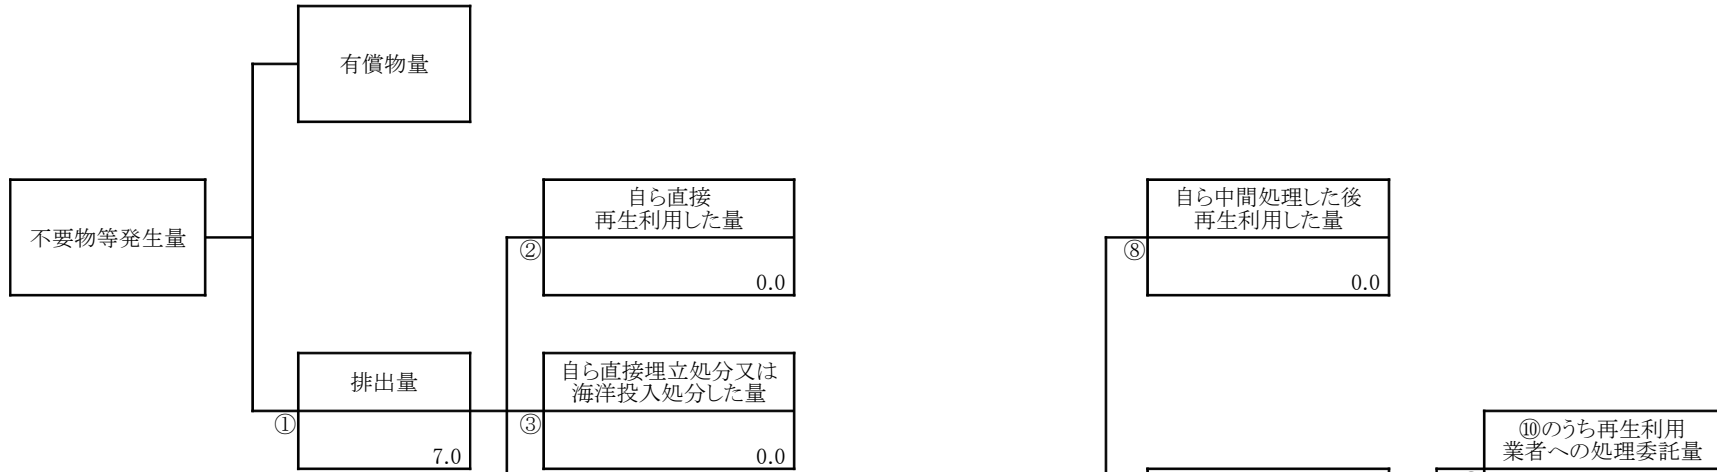 有償物量
不要物等発生量
自ら直接
再生利用した量
②
0.0
自ら中間処理した後
再生利用した量
⑧
0.0
排出量
①
7.0
自ら直接埋立処分又は
海洋投入処分した量
③
0.0
⑩のうち再生利用
業者への処理委託量